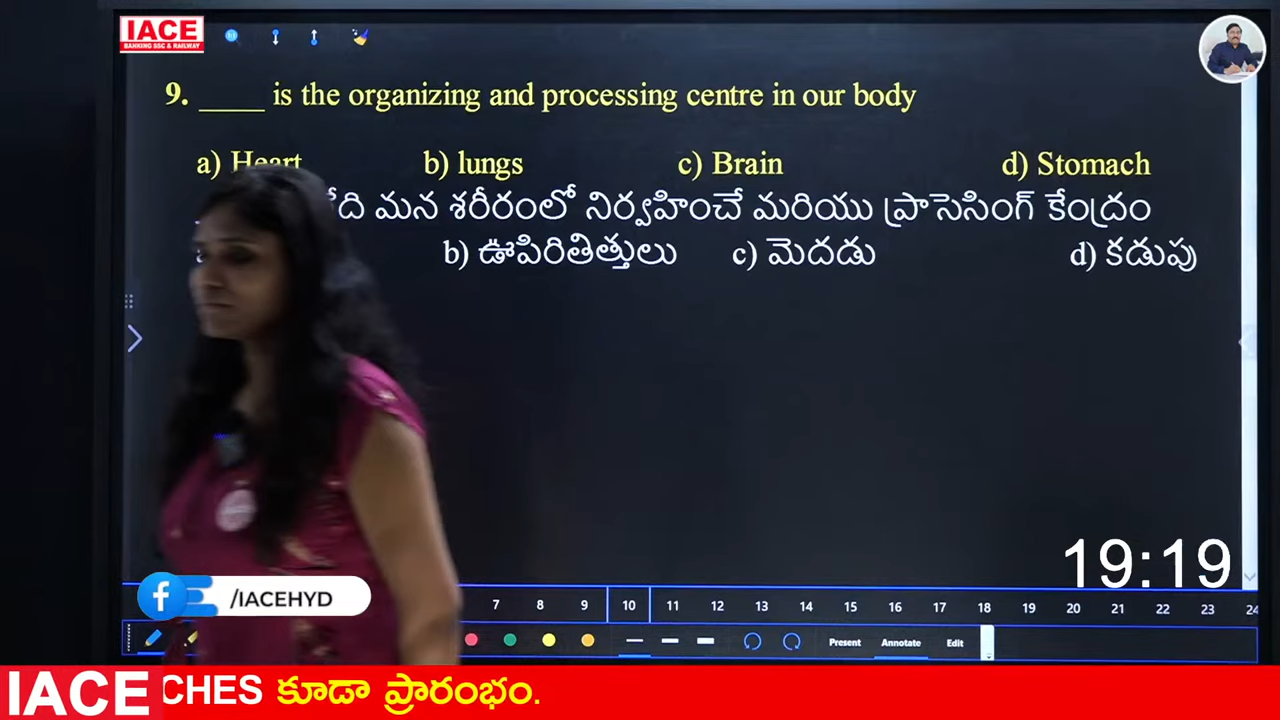 IACE
BANKING SSC & RAILWAY
9. ____ is the organizing and processing centre in our body
a) Heart b) lungs c) Brain d) Stomach
మన శరీరంలో నిర్వహించే మరియు ప్రాసెసింగ్ కేంద్రం
b) ఊపిరితిత్తులు c) మెదడు d) కడుపు
19:19
/IACEHYD
7 8 9 10 11 12 13 14 15 16 17 18 19 20 21 22 23 24
Present Annotate Edit
IACE CHES కూడా ప్రారంభం.